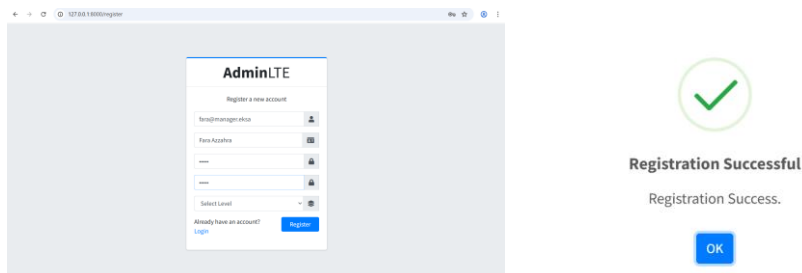 127.0.0.1:8000/register
AdminLTE
Register a new account
fara@manager.eksa
Fara Azzahra
Select Level
Already have an account?
Register
Login
Registration Successful
Registration Success.
OK